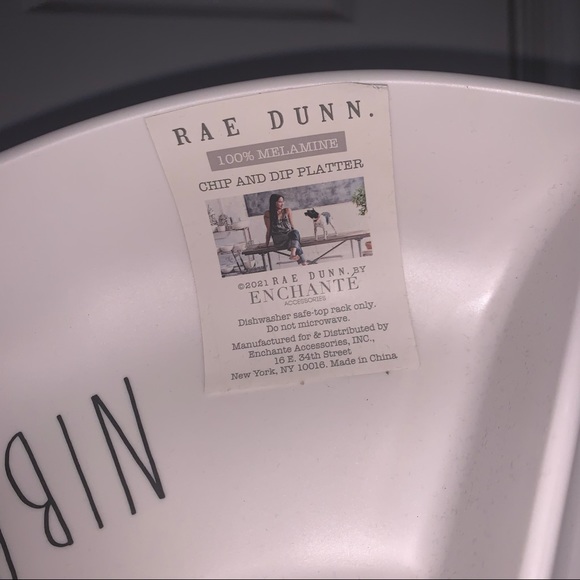 RAE DUNN.
100% MELAMINE
CHIP AND DIP PLATTER
©2021 RAE DUNN. BY
ENCHANTÉ
ACCESSORIES
Dishwasher safe-top rack only.
Do not microwave.
Manufactured for & Distributed by
Enchante Accessories, INC.,
16 E. 34th Street
New York, NY 10016. Made in China
NIB